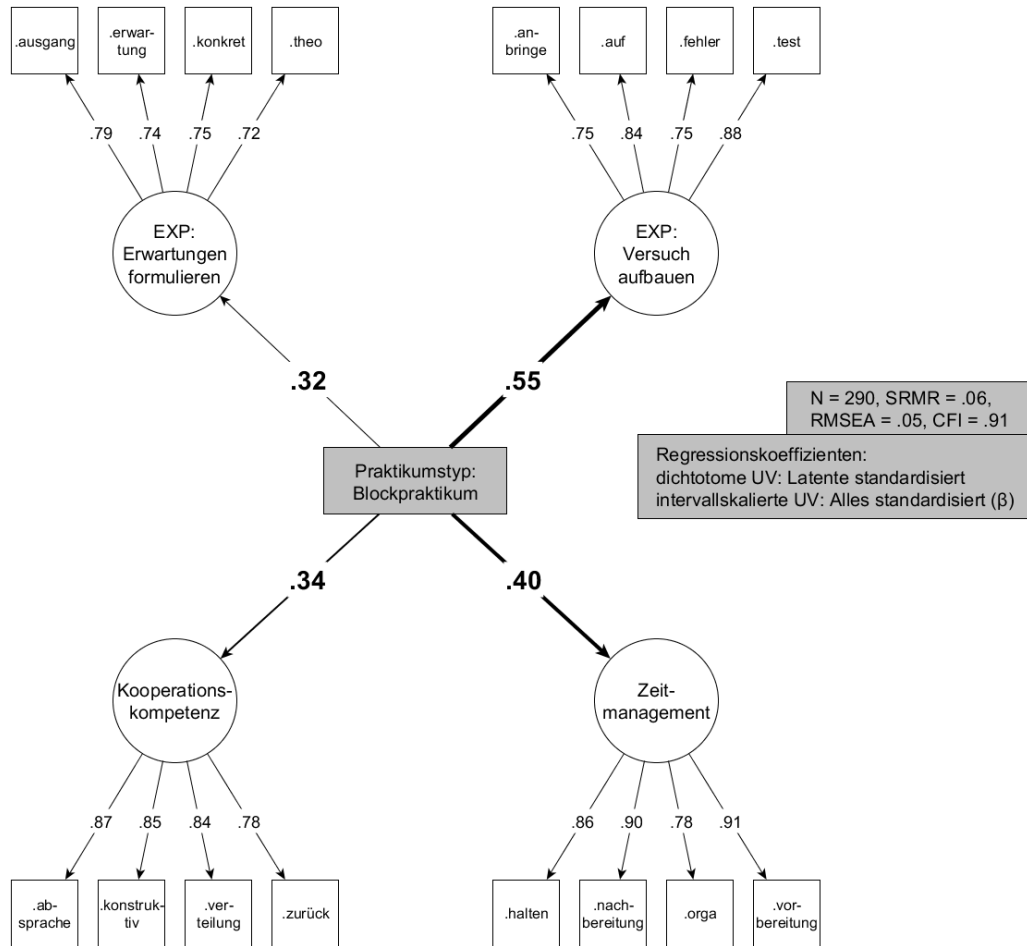 .ausgang
.erwar-
tung
.konkret
.theo
.an-
bringe
.auf
.fehler
.test
.79
.74
.75
.72
.75
.84
.75
.88
EXP:
Erwartungen
formulieren
EXP:
Versuch
aufbauen
.32
.55
N = 290, SRMR = .06,
RMSEA = .05, CFI = .91
Praktikumstyp:
Blockpraktikum
Regressionskoeffizienten:
dichtotome UV: Latente standardisiert
intervallskalierte UV: Alles standardisiert (β)
.34
.40
Kooperations-
kompetenz
Zeit-
management
.87
.85
.84
.78
.86
.90
.78
.91
.ab-
sprache
.konstruk-
tiv
.ver-
teilung
.zurück
.halten
.nach-
bereitung
.orga
.vor-
bereitung